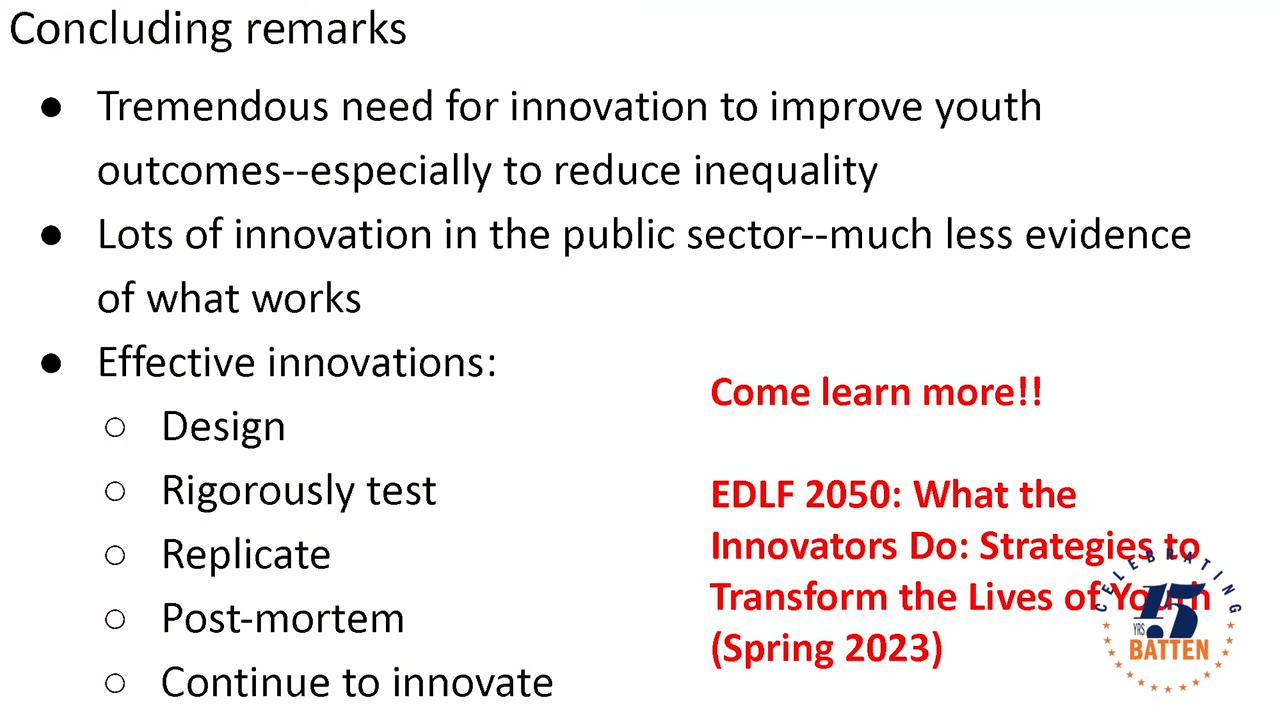 Concluding remarks
● Tremendous need for innovation to improve youth
outcomes--especially to reduce inequality
● Lots of innovation in the public sector--much less evidence
of what works
● Effective innovations:
○ Design
○ Rigorously test
○ Replicate
○ Post-mortem
○ Continue to innovate
Come learn more!!
EDLF 2050: What the
Innovators Do: Strategies to
Transform the Lives of Youth
(Spring 2023)
CELEBRATING
15
YRS
BATTEN